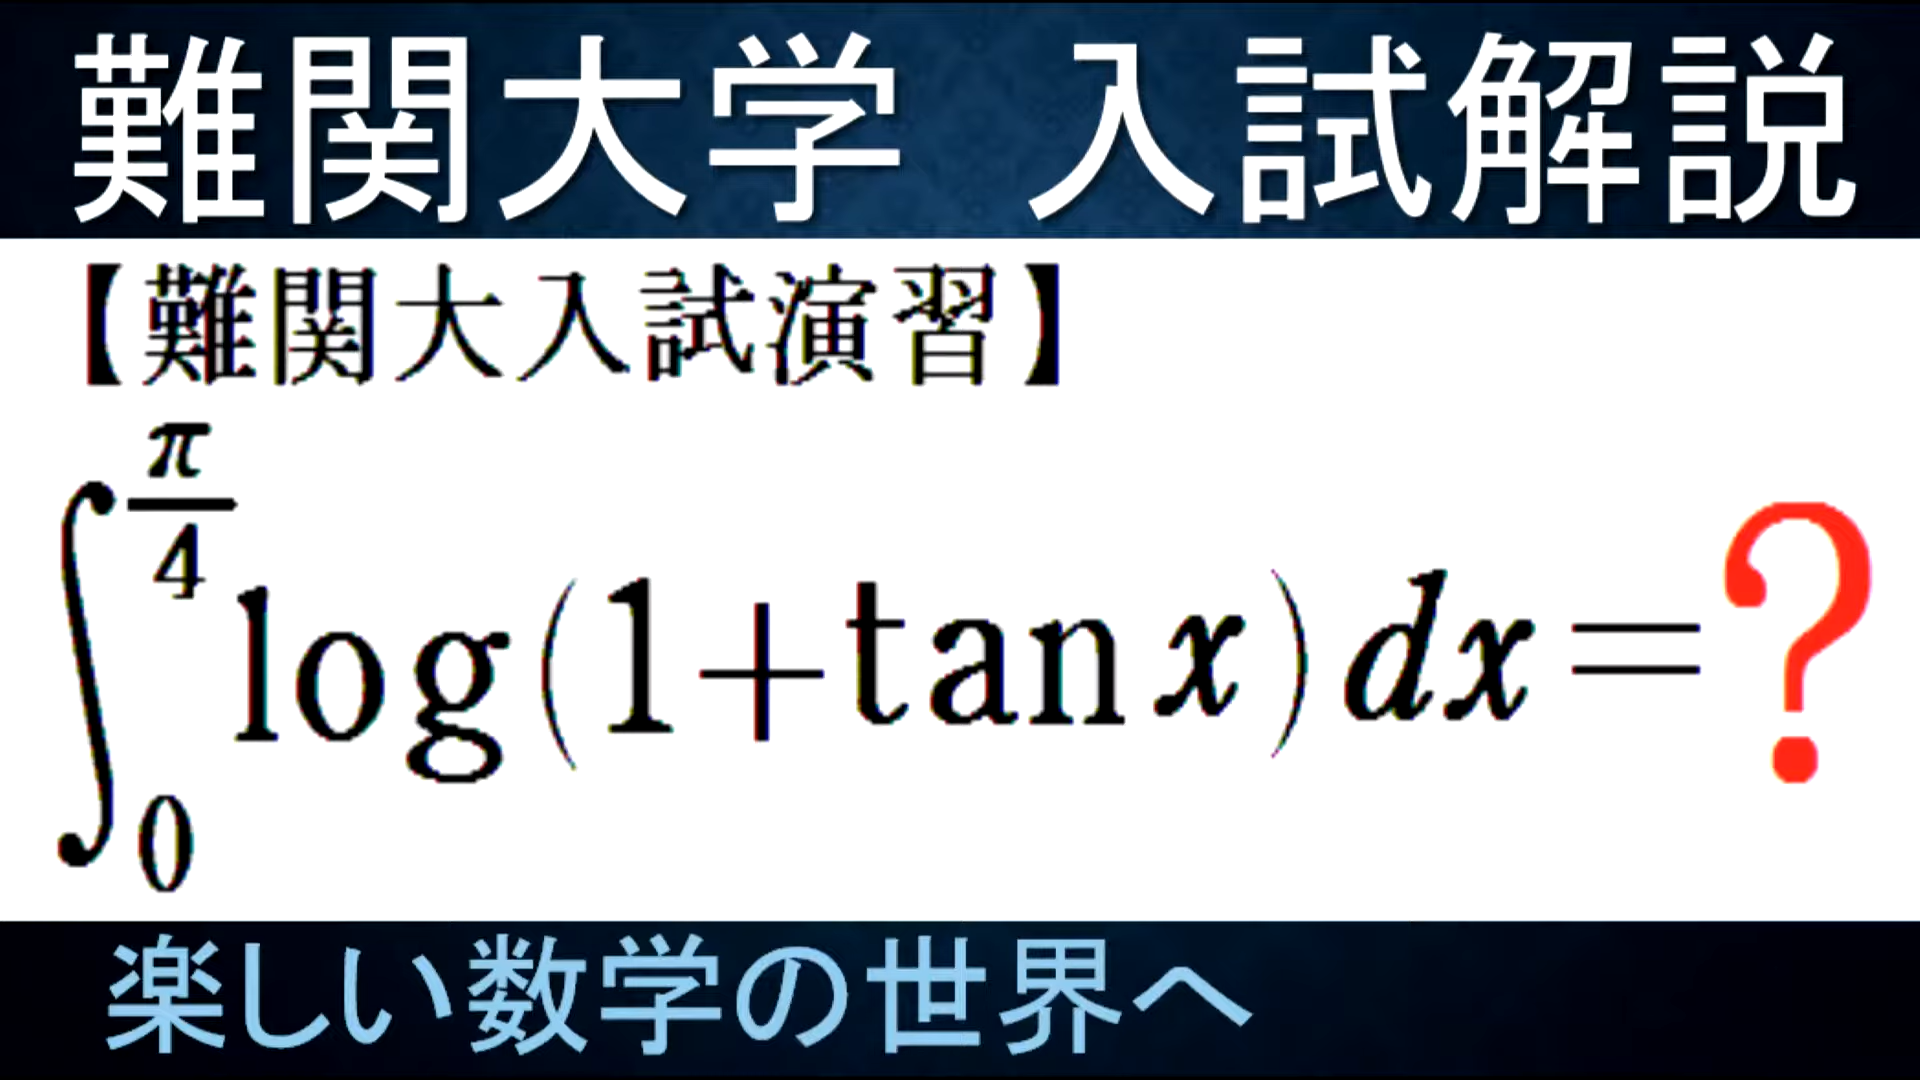 難関大学 入試解説
【難関大入試演習】
∫₀^{π/4} log(1+tan x)dx=?
楽しい数学の世界へ